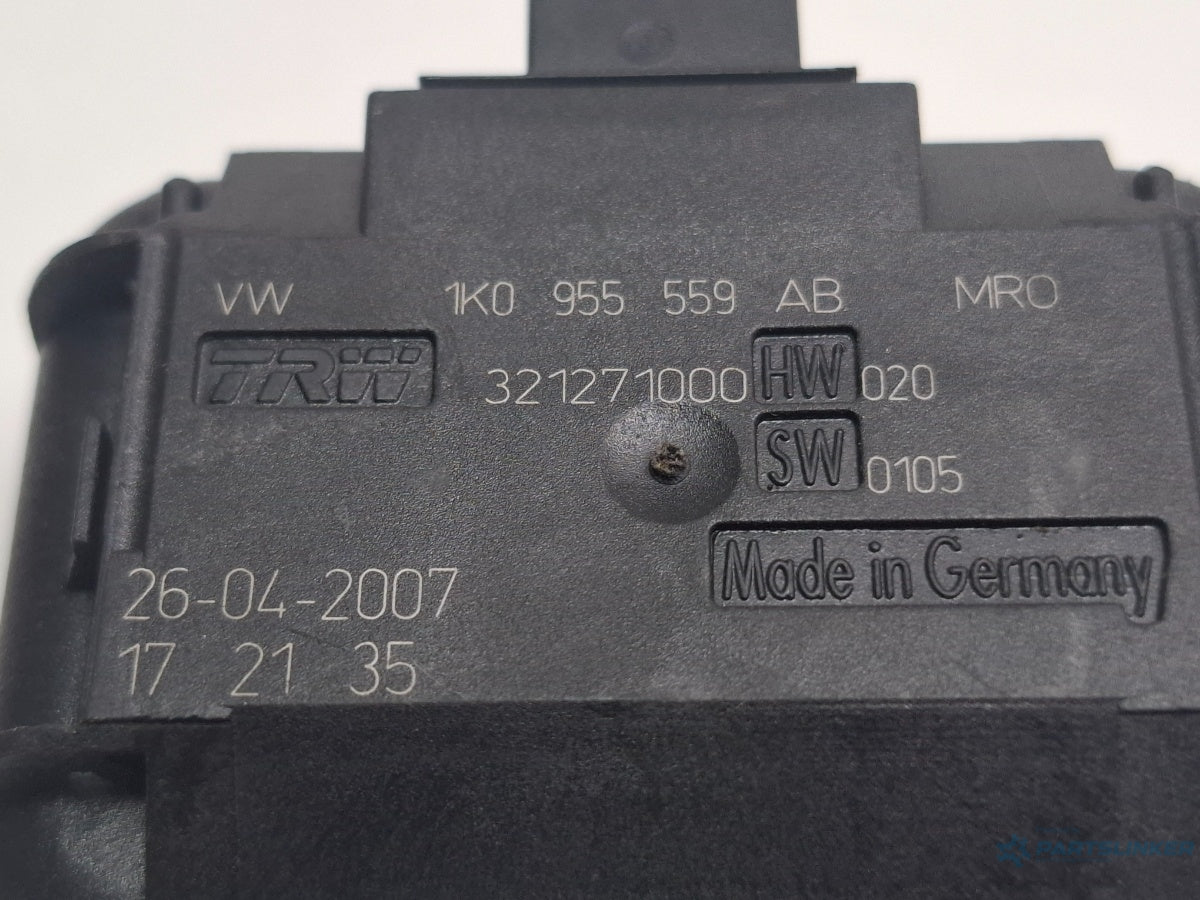 VW 1K0 955 559 AB MRO
TRW 321271000 HW 020
SW 0105
Made in Germany
26-04-2007
17 21 35
PARTSLINKER